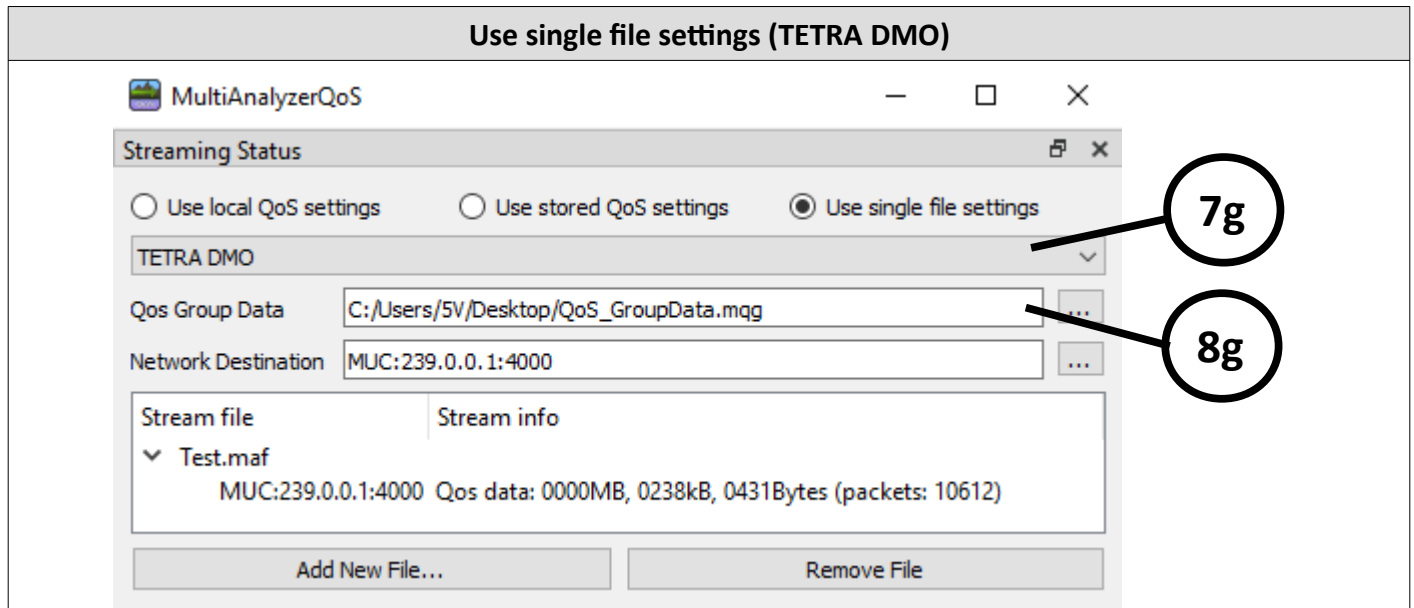 Use single file settings (TETRA DMO)
MultiAnalyzerQoS
Streaming Status
Use local QoS settings Use stored QoS settings Use single file settings
7g
TETRA DMO
Qos Group Data C:/Users/5V/Desktop/QoS_GroupData.mqg ...
8g
Network Destination MUC:239.0.0.1:4000 ...
Stream file Stream info
Test.maf
MUC:239.0.0.1:4000 Qos data: 0000MB, 0238kB, 0431Bytes (packets: 10612)
Add New File... Remove File